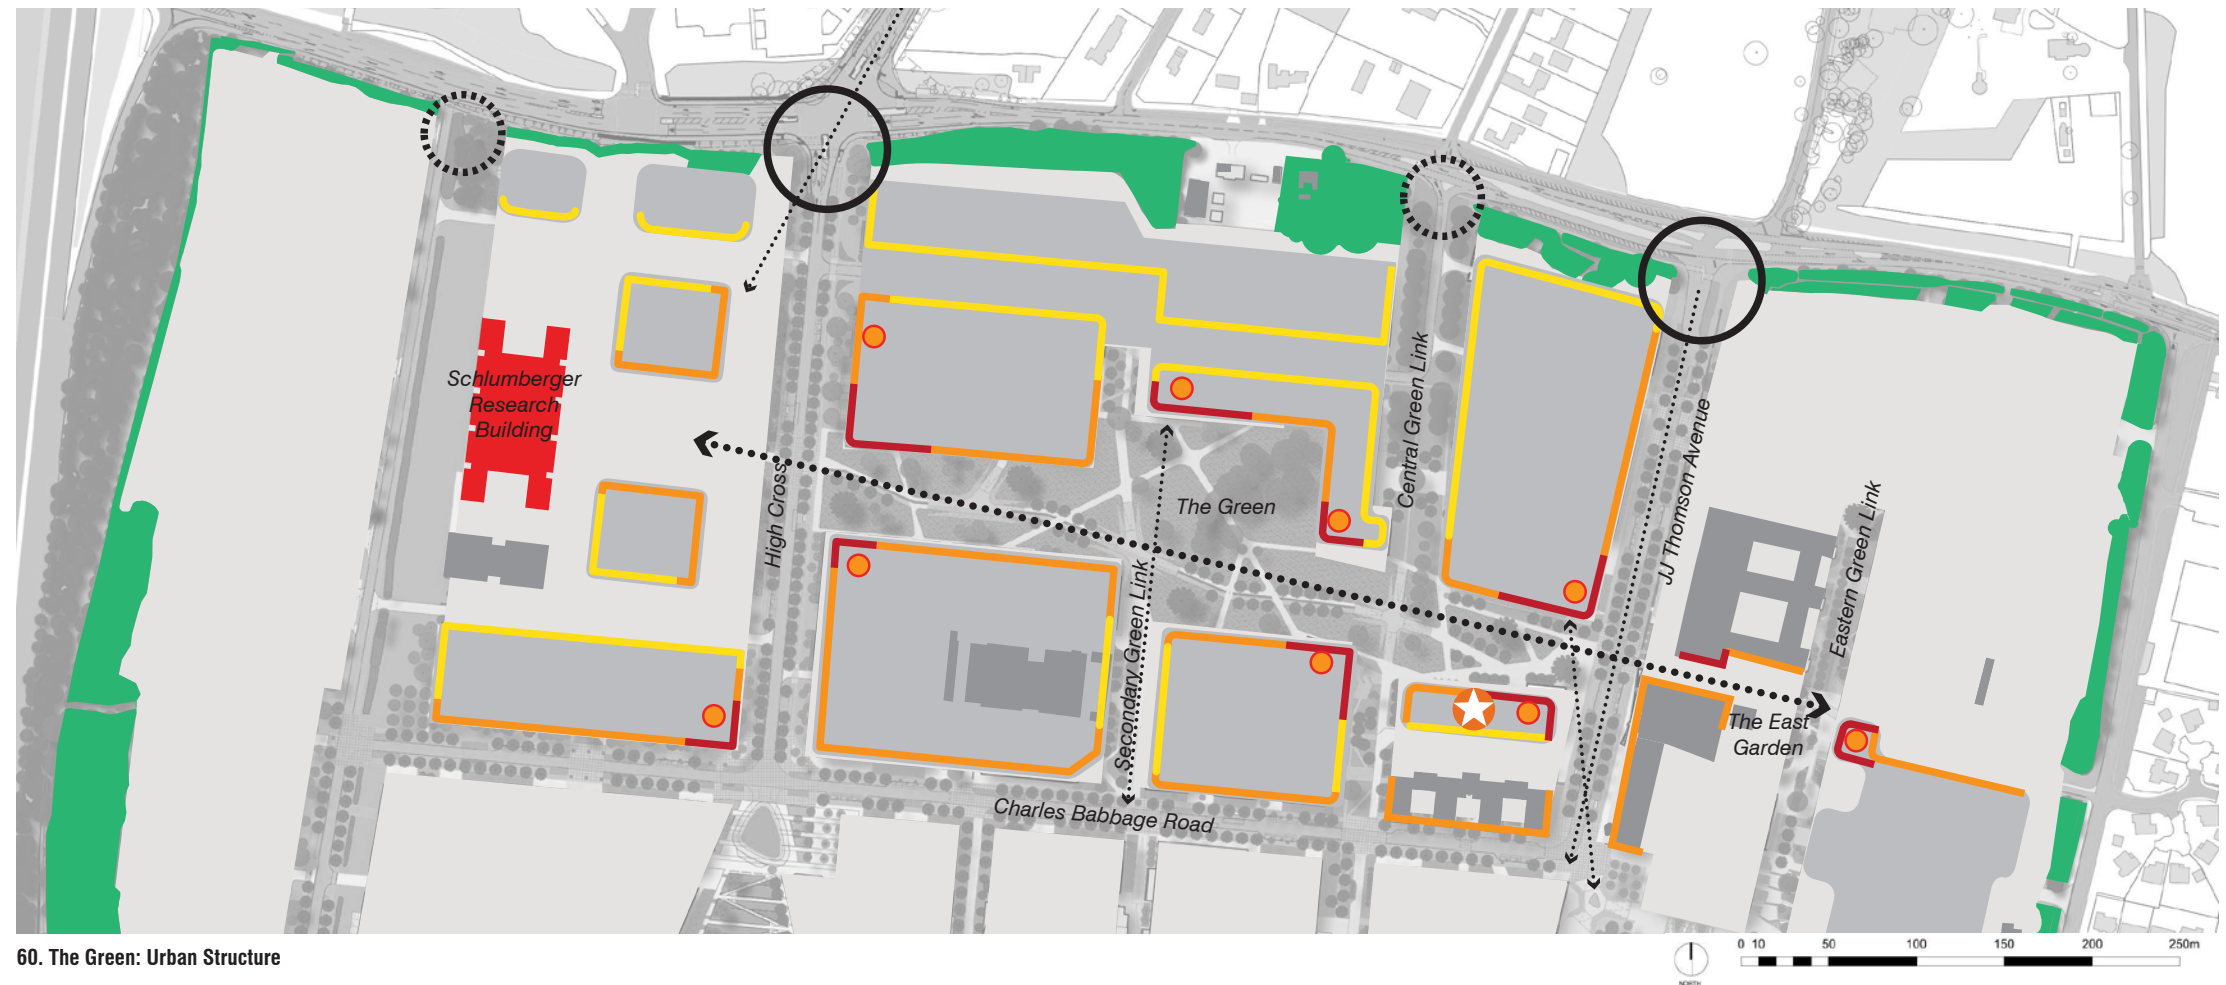 Schlumberger
Research
Building
High Cross
The Green
Central Green Link
JJ Thomson Avenue
Eastern Green Link
Secondary Green Link
The East
Garden
Charles Babbage Road
60. The Green: Urban Structure
NORTH
0 10 50 100 150 200 250m